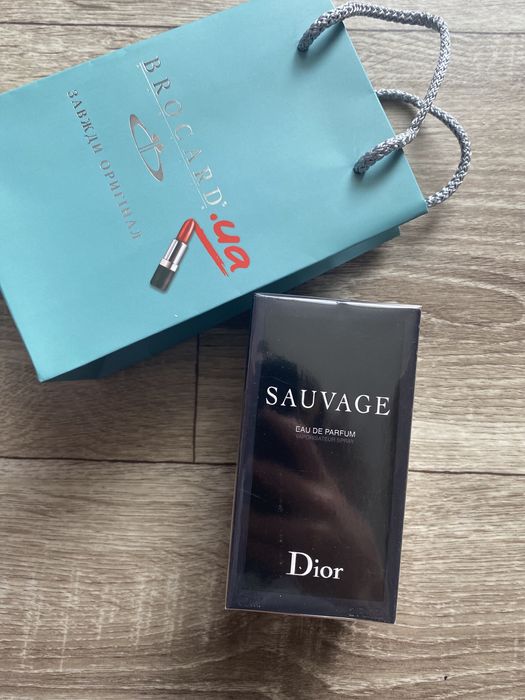 BROCARD
.ua
ЗАВЖДИ ОРИГІНАЛ
SAUVAGE
EAU DE PARFUM
VAPORISATEUR SPRAY
Dior